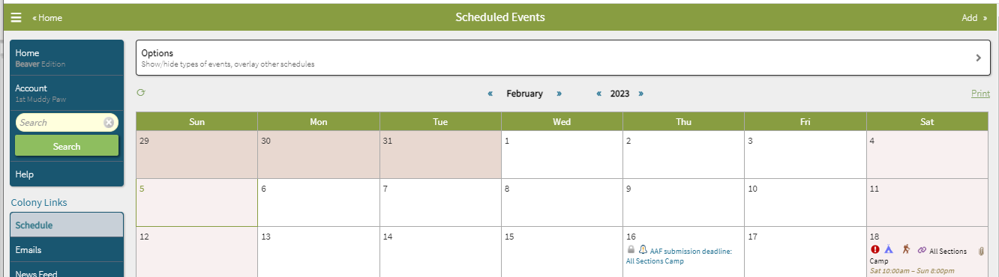 « Home
Scheduled Events
Add »
Home
Beaver Edition
Account
1st Muddy Paw
Search
Search
Help
Colony Links
Schedule
Emails
News Feed
Options
Show/hide types of events, overlay other schedules
« February » « 2023 »
Print
Sun Mon Tue Wed Thu Fri Sat
29 30 31 1 2 3 4
5 6 7 8 9 10 11
12 13 14 15 16 17 18
AAF submission deadline:
All Sections Camp
All Sections
Camp
Sat 10:00am – Sun 8:00pm